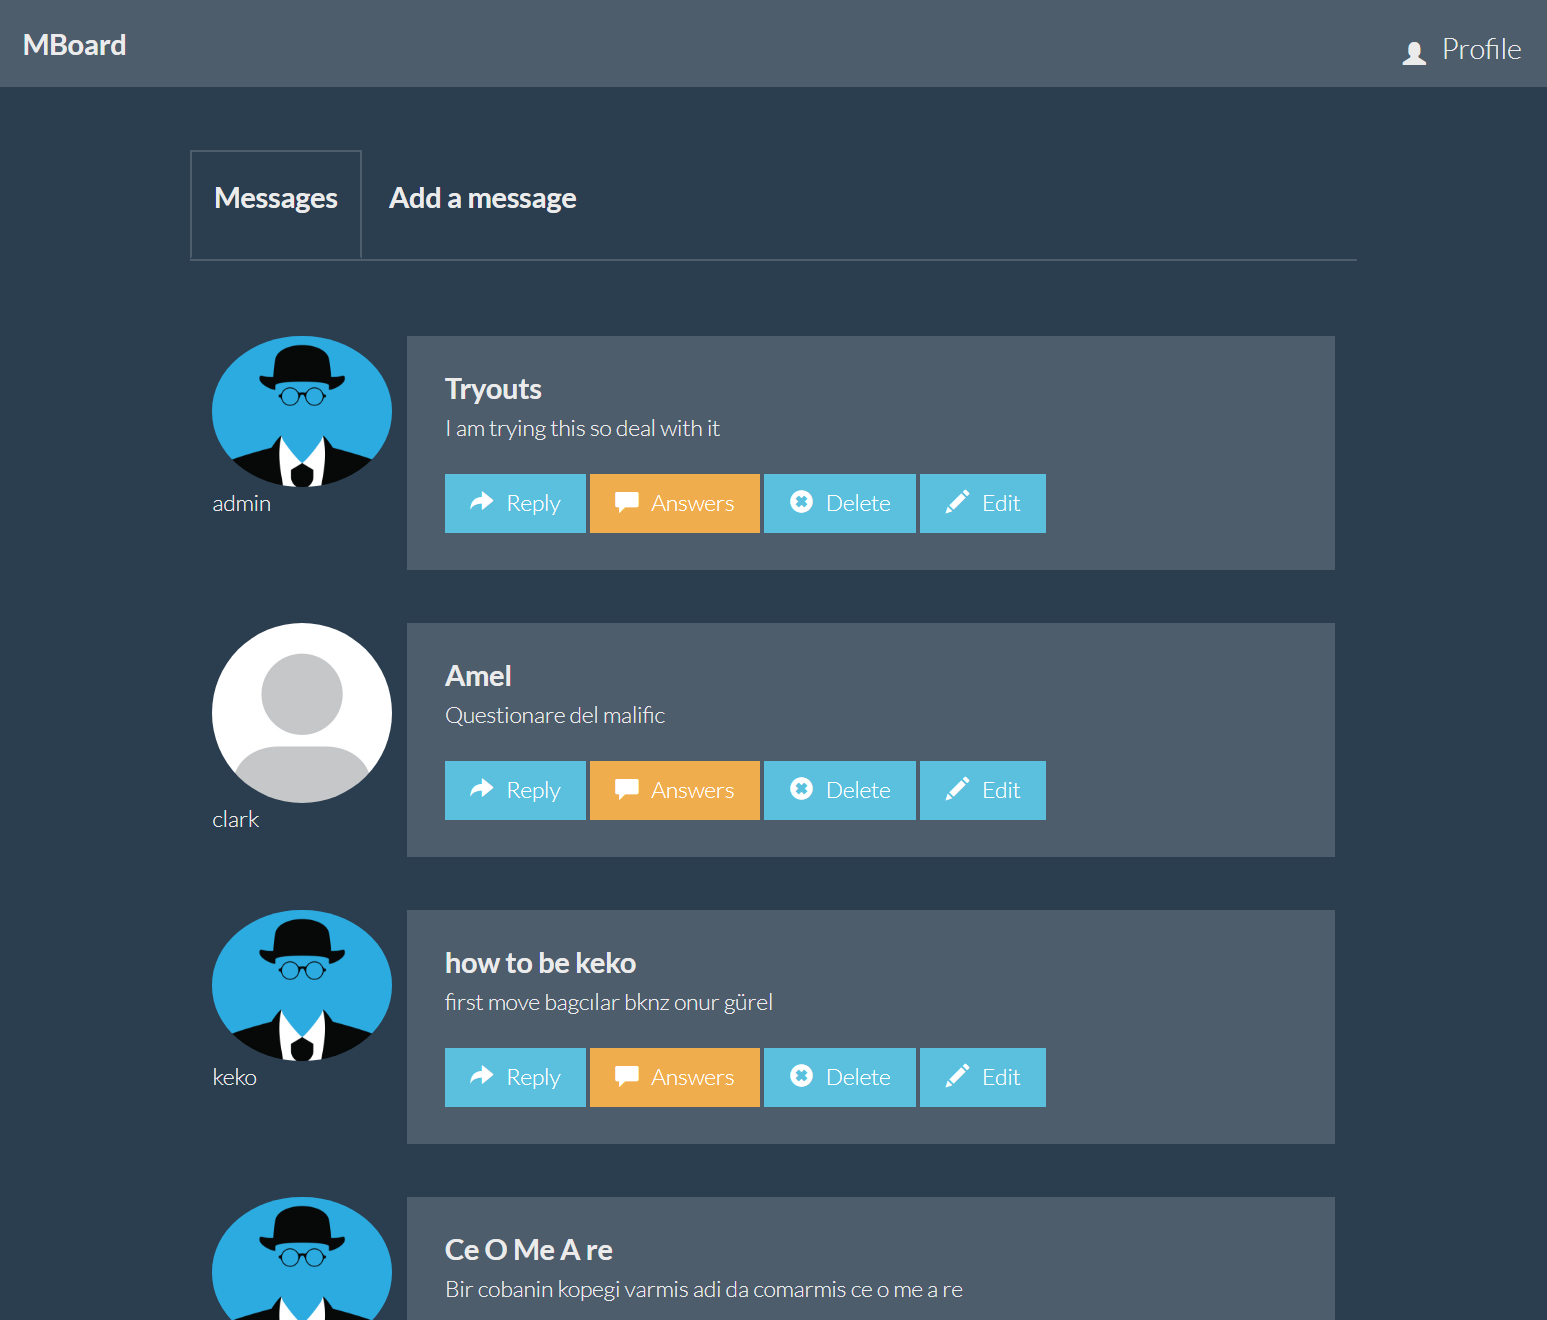 MBoard
Profile
Messages
Add a message
Tryouts
I am trying this so deal with it
Reply
Answers
Delete
Edit
admin
Amel
Questionare del malific
Reply
Answers
Delete
Edit
clark
how to be keko
first move bagcılar bknz onur gürel
Reply
Answers
Delete
Edit
keko
Ce O Me A re
Bir cobanin kopegi varmis adi da comarmis ce o me a re